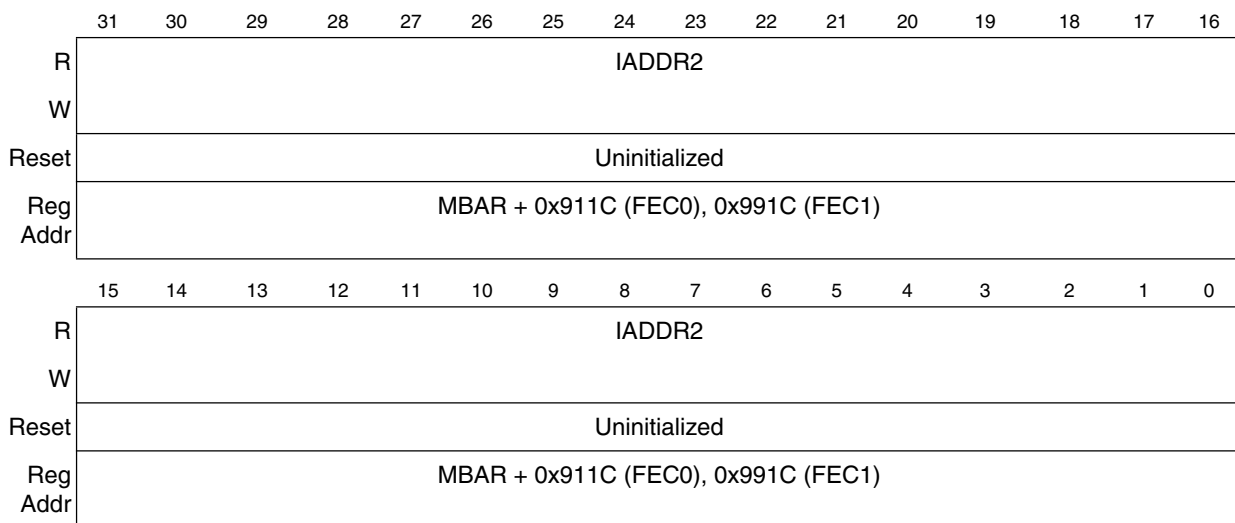 31 30 29 28 27 26 25 24 23 22 21 20 19 18 17 16
R IADDR2
W
Reset Uninitialized
Reg Addr MBAR + 0x911C (FEC0), 0x991C (FEC1)
15 14 13 12 11 10 9 8 7 6 5 4 3 2 1 0
R IADDR2
W
Reset Uninitialized
Reg Addr MBAR + 0x911C (FEC0), 0x991C (FEC1)